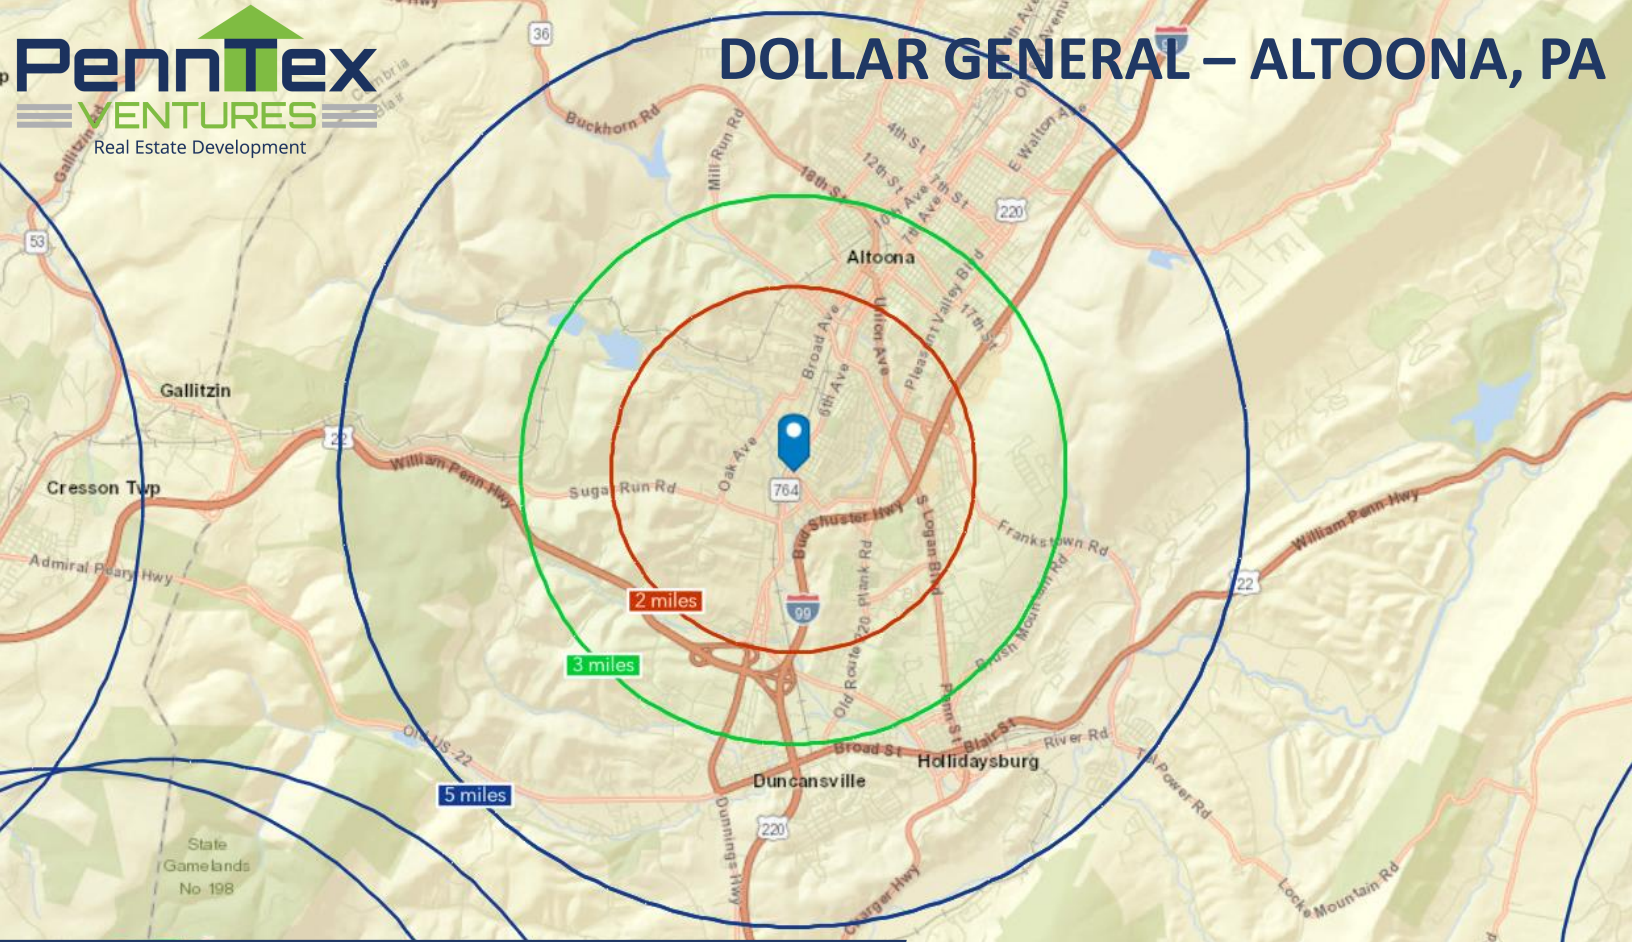 PennTex
VENTURES
Real Estate Development
DOLLAR GENERAL – ALTOONA, PA
36
Cambria
Blair
Buckhorn Rd
Gallitzin Rd
Mill Run Rd
18th St
4th St
12th St
7th St
10th Ave
7th Ave
E Walton Ave
220
53
Altoona
Pleasant Valley Blvd
17th St
Union Ave
Broad Ave
6th Ave
Gallitzin
22
William Penn Hwy
Oak Ave
Cresson Twp
Sugar Run Rd
764
Bud Shuster Hwy
S Logan Blvd
Frankstown Rd
William Penn Hwy
Admiral Peary Hwy
22
2 miles
99
Old Route 220 Plank Rd
Brush Mountain Rd
3 miles
Penn St
Old US-22
Broad St
Blair St
River Rd
Hollidaysburg
Duncansville
5 miles
220
Dunnings Hwy
State
Gamelands
No 198
Locke Mountain Rd